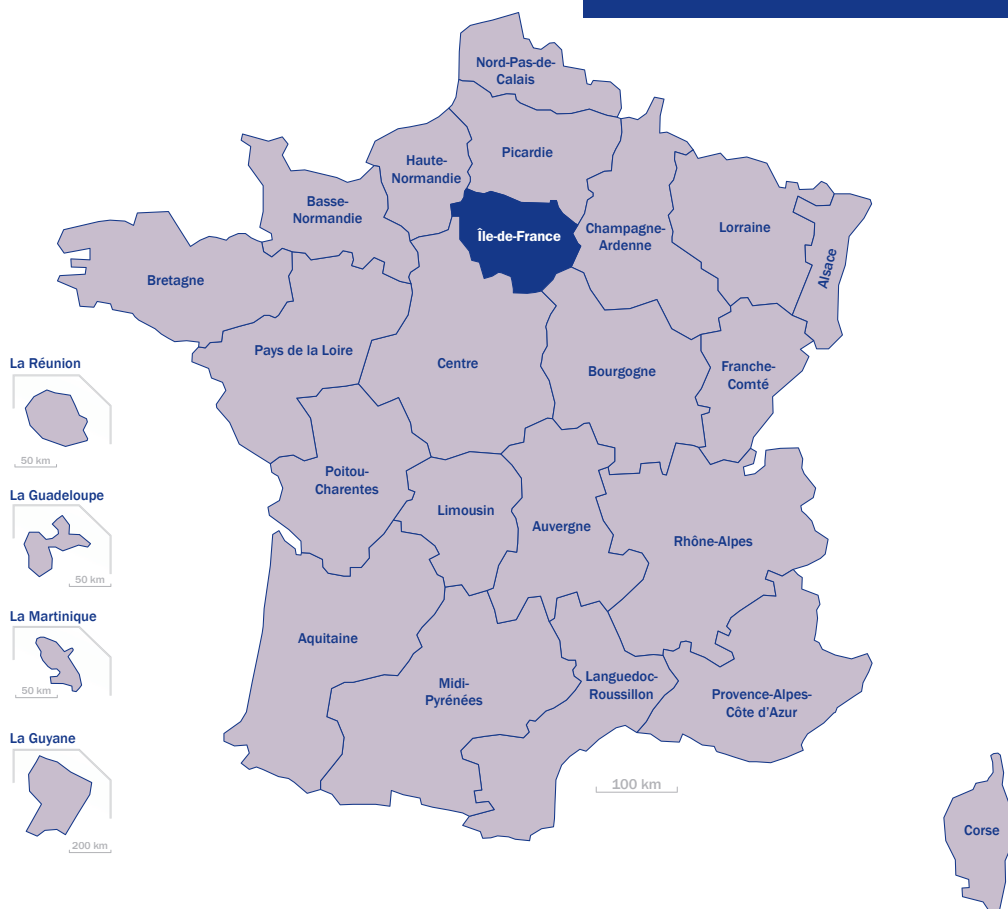 Nord-Pas-de-
Calais
Picardie
Haute-
Normandie
Basse-
Normandie
Île-de-France
Champagne-
Ardenne
Lorraine
Alsace
Bretagne
Pays de la Loire
Centre
Bourgogne
Franche-
Comté
La Réunion
50 km
Poitou-
Charentes
Limousin
Auvergne
Rhône-Alpes
La Guadeloupe
50 km
La Martinique
50 km
Aquitaine
Midi-
Pyrénées
Languedoc-
Roussillon
Provence-Alpes-
Côte d'Azur
La Guyane
200 km
100 km
Corse